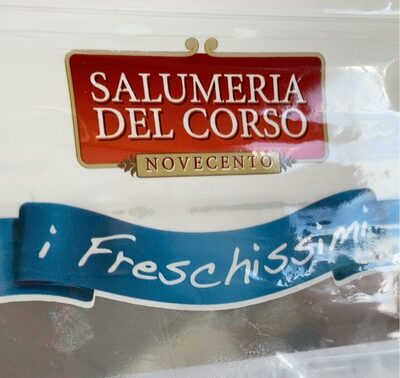 SALUMERIA
DEL CORSO
NOVECENTO
i Freschissimi